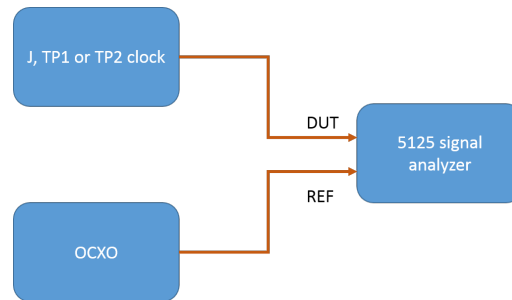 J, TP1 or TP2 clock
DUT
5125 signal
analyzer
REF
OCXO